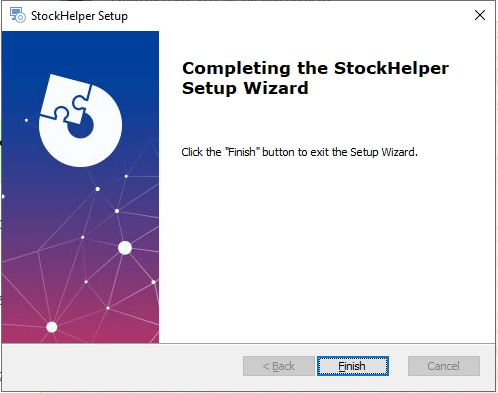 StockHelper Setup
Completing the StockHelper
Setup Wizard
Click the "Finish" button to exit the Setup Wizard.
< Back
Finish
Cancel